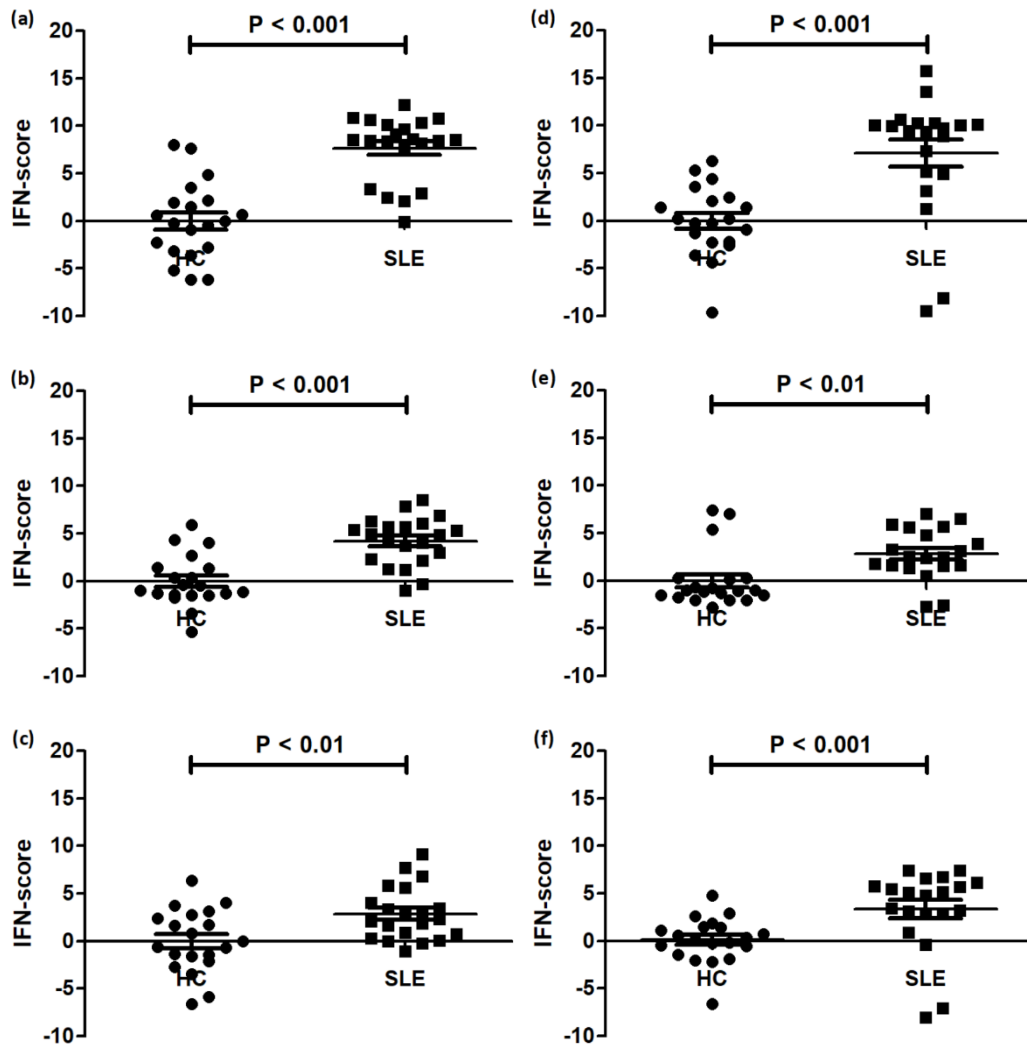 (a)
P < 0.001
IFN-score
20
15
10
5
0
-5
-10
HC
SLE
(d)
P < 0.001
IFN-score
20
15
10
5
0
-5
-10
HC
SLE
(b)
P < 0.001
IFN-score
20
15
10
5
0
-5
-10
HC
SLE
(e)
P < 0.01
IFN-score
20
15
10
5
0
-5
-10
HC
SLE
(c)
P < 0.01
IFN-score
20
15
10
5
0
-5
-10
HC
SLE
(f)
P < 0.001
IFN-score
20
15
10
5
0
-5
-10
HC
SLE